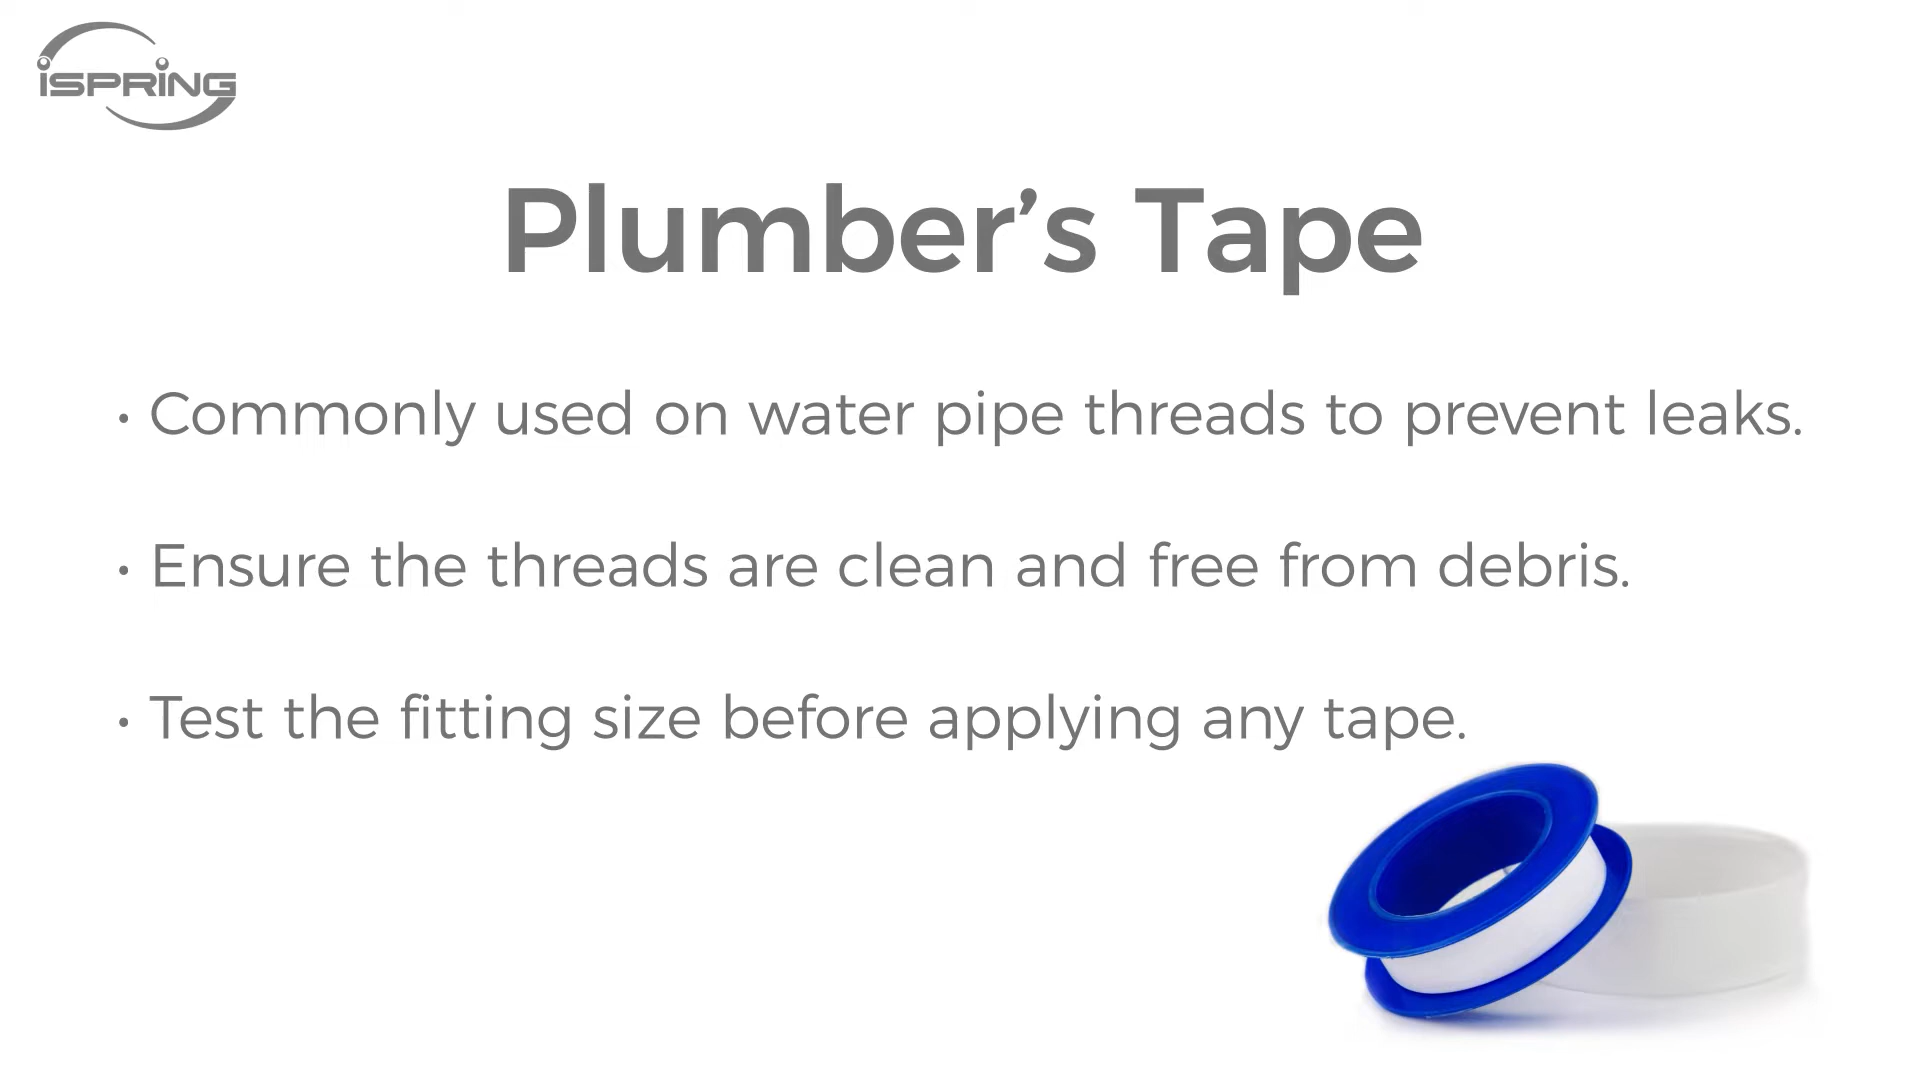 iSPRiNG
Plumber’s Tape
• Commonly used on water pipe threads to prevent leaks.
• Ensure the threads are clean and free from debris.
• Test the fitting size before applying any tape.